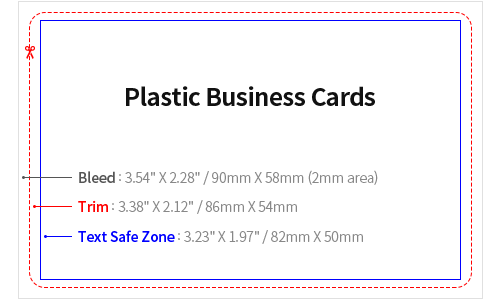 Plastic Business Cards
Bleed : 3.54" X 2.28" / 90mm X 58mm (2mm area)
Trim : 3.38" X 2.12" / 86mm X 54mm
Text Safe Zone : 3.23" X 1.97" / 82mm X 50mm